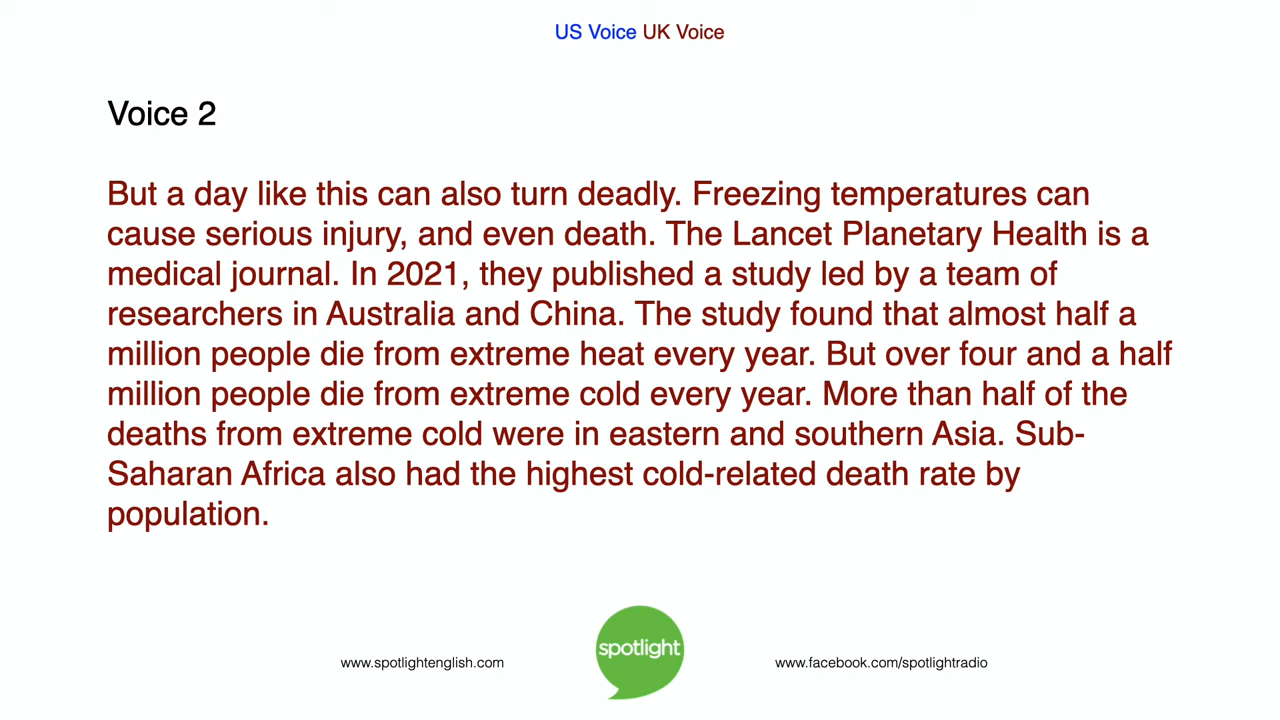 US Voice UK Voice
Voice 2
But a day like this can also turn deadly. Freezing temperatures can
cause serious injury, and even death. The Lancet Planetary Health is a
medical journal. In 2021, they published a study led by a team of
researchers in Australia and China. The study found that almost half a
million people die from extreme heat every year. But over four and a half
million people die from extreme cold every year. More than half of the
deaths from extreme cold were in eastern and southern Asia. Sub-
Saharan Africa also had the highest cold-related death rate by
population.
www.spotlightenglish.com
spotlight
www.facebook.com/spotlightradio